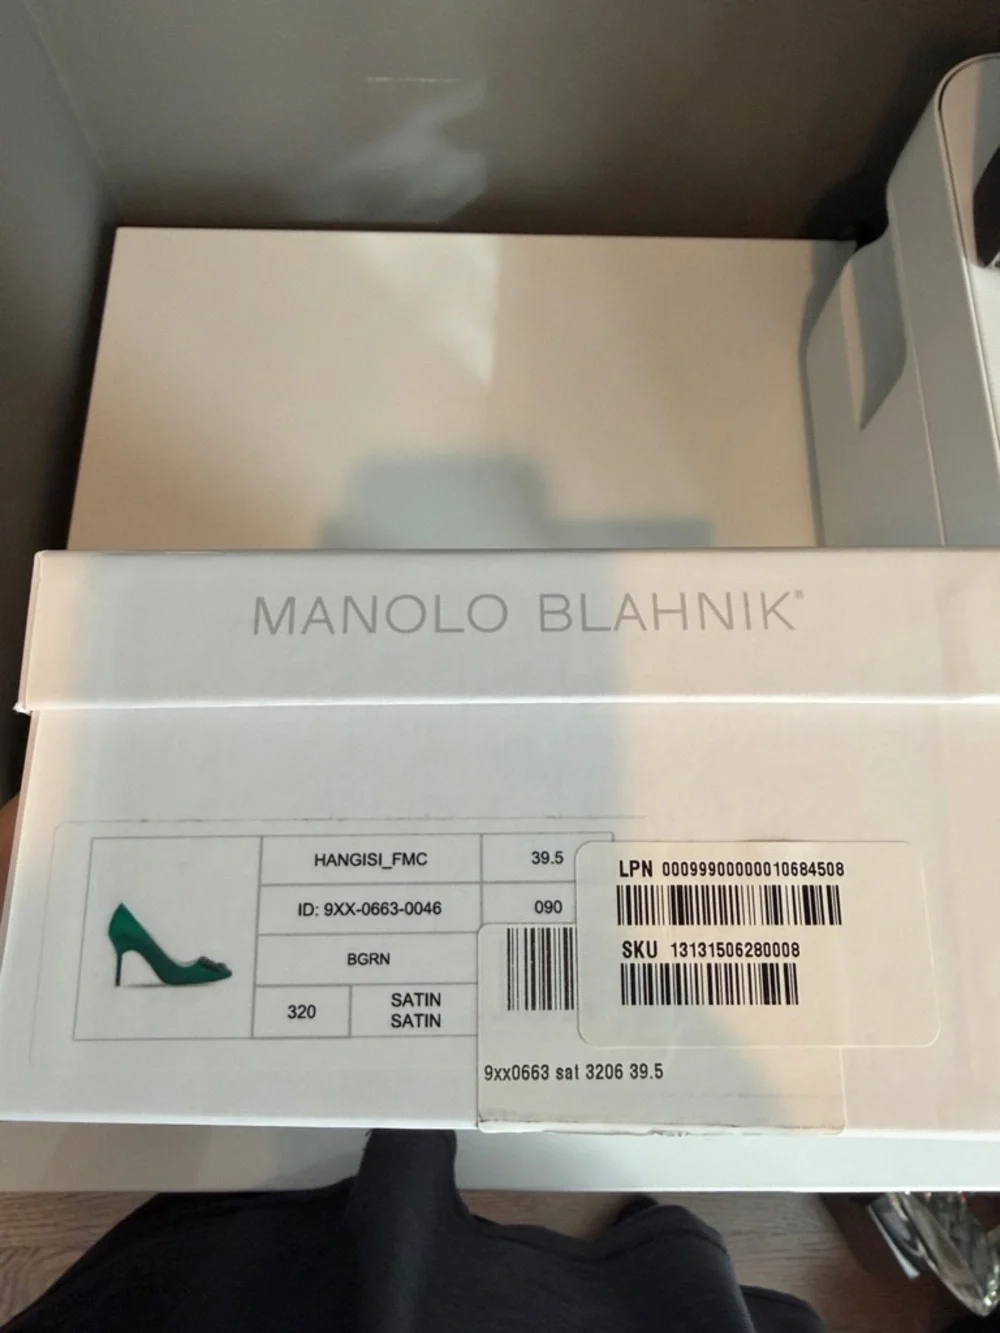 MANOLO BLAHNIK®
HANGISI_FMC 39.5
ID: 9XX-0663-0046 090
BGRN
320 SATIN
SATIN
LPN 00099900000010684508
SKU 13131506280008
9xx0663 sat 3206 39.5